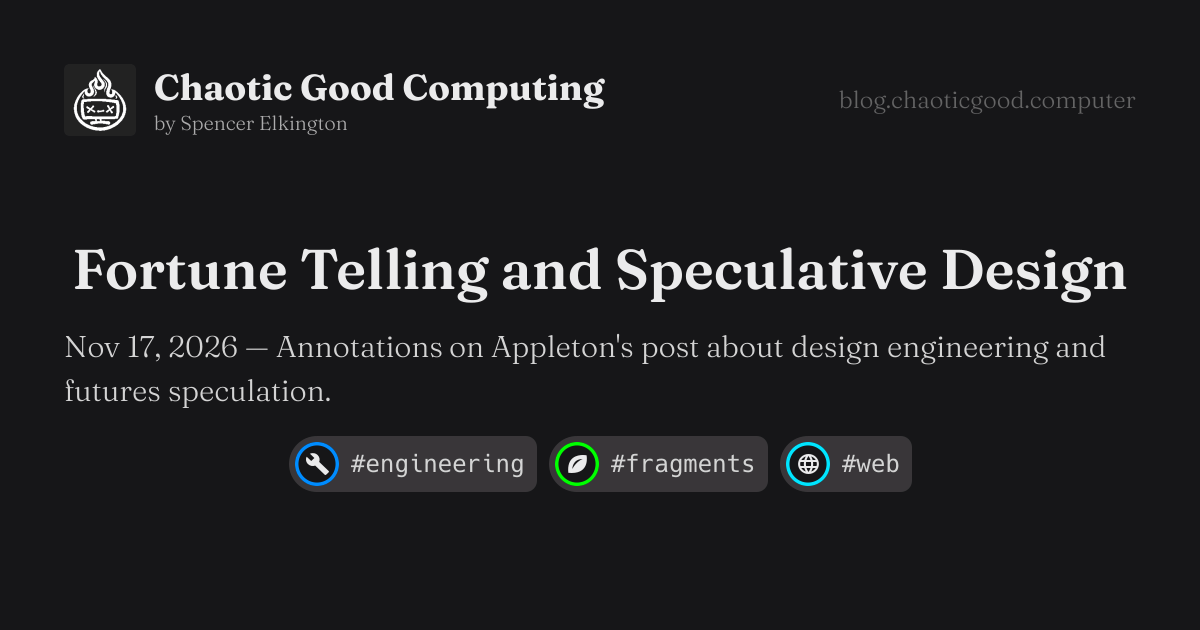 Chaotic Good Computing
by Spencer Elkington
blog.chaoticgood.computer
Fortune Telling and Speculative Design
Nov 17, 2026 — Annotations on Appleton's post about design engineering and
futures speculation.
#engineering #fragments #web